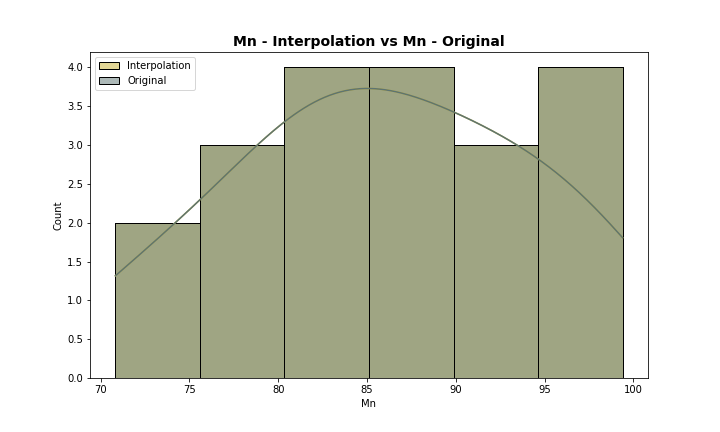 Mn - Interpolation vs Mn - Original
Interpolation
Original
4.0
3.5
3.0
2.5
2.0
1.5
1.0
0.5
0.0
Count
70 75 80 85 90 95 100
Mn